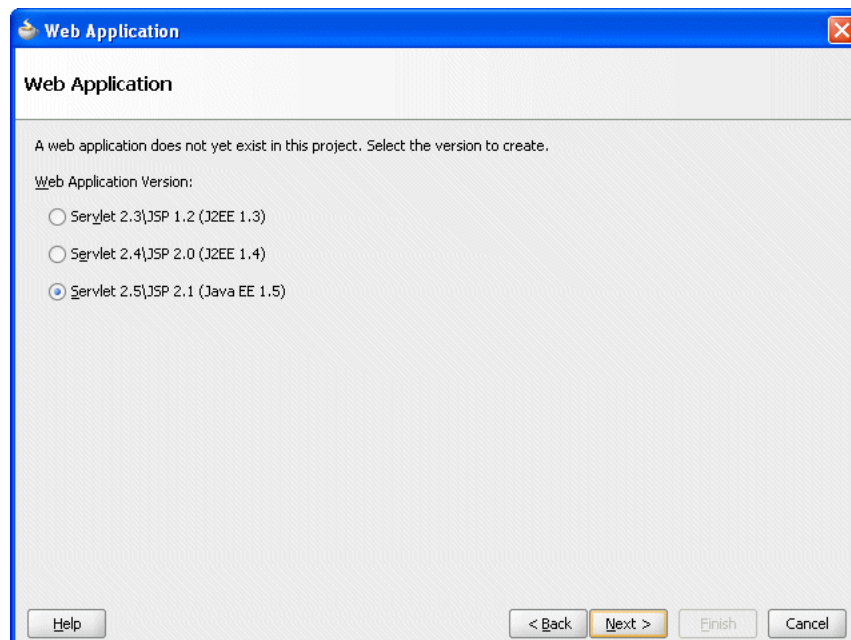 Web Application
Web Application
A web application does not yet exist in this project. Select the version to create.
Web Application Version:
Servlet 2.3\JSP 1.2 (J2EE 1.3)
Servlet 2.4\JSP 2.0 (J2EE 1.4)
Servlet 2.5\JSP 2.1 (Java EE 1.5)
Help < Back Next > Finish Cancel